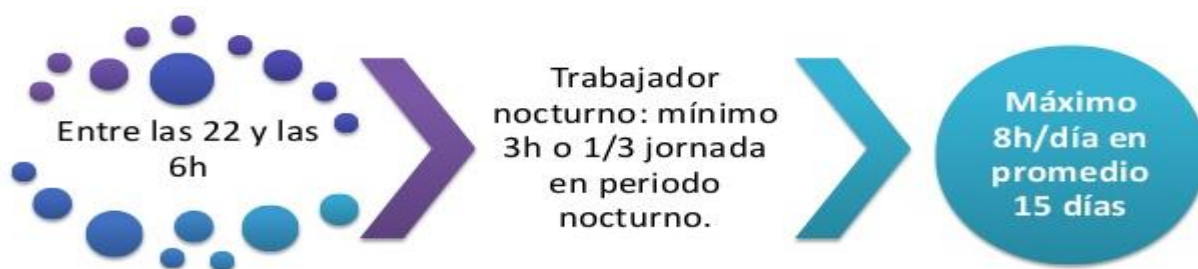 Entre las 22 y las
6h
Trabajador
nocturno: mínimo
3h o 1/3 jornada
en periodo
nocturno.
Máximo
8h/día en
promedio
15 días